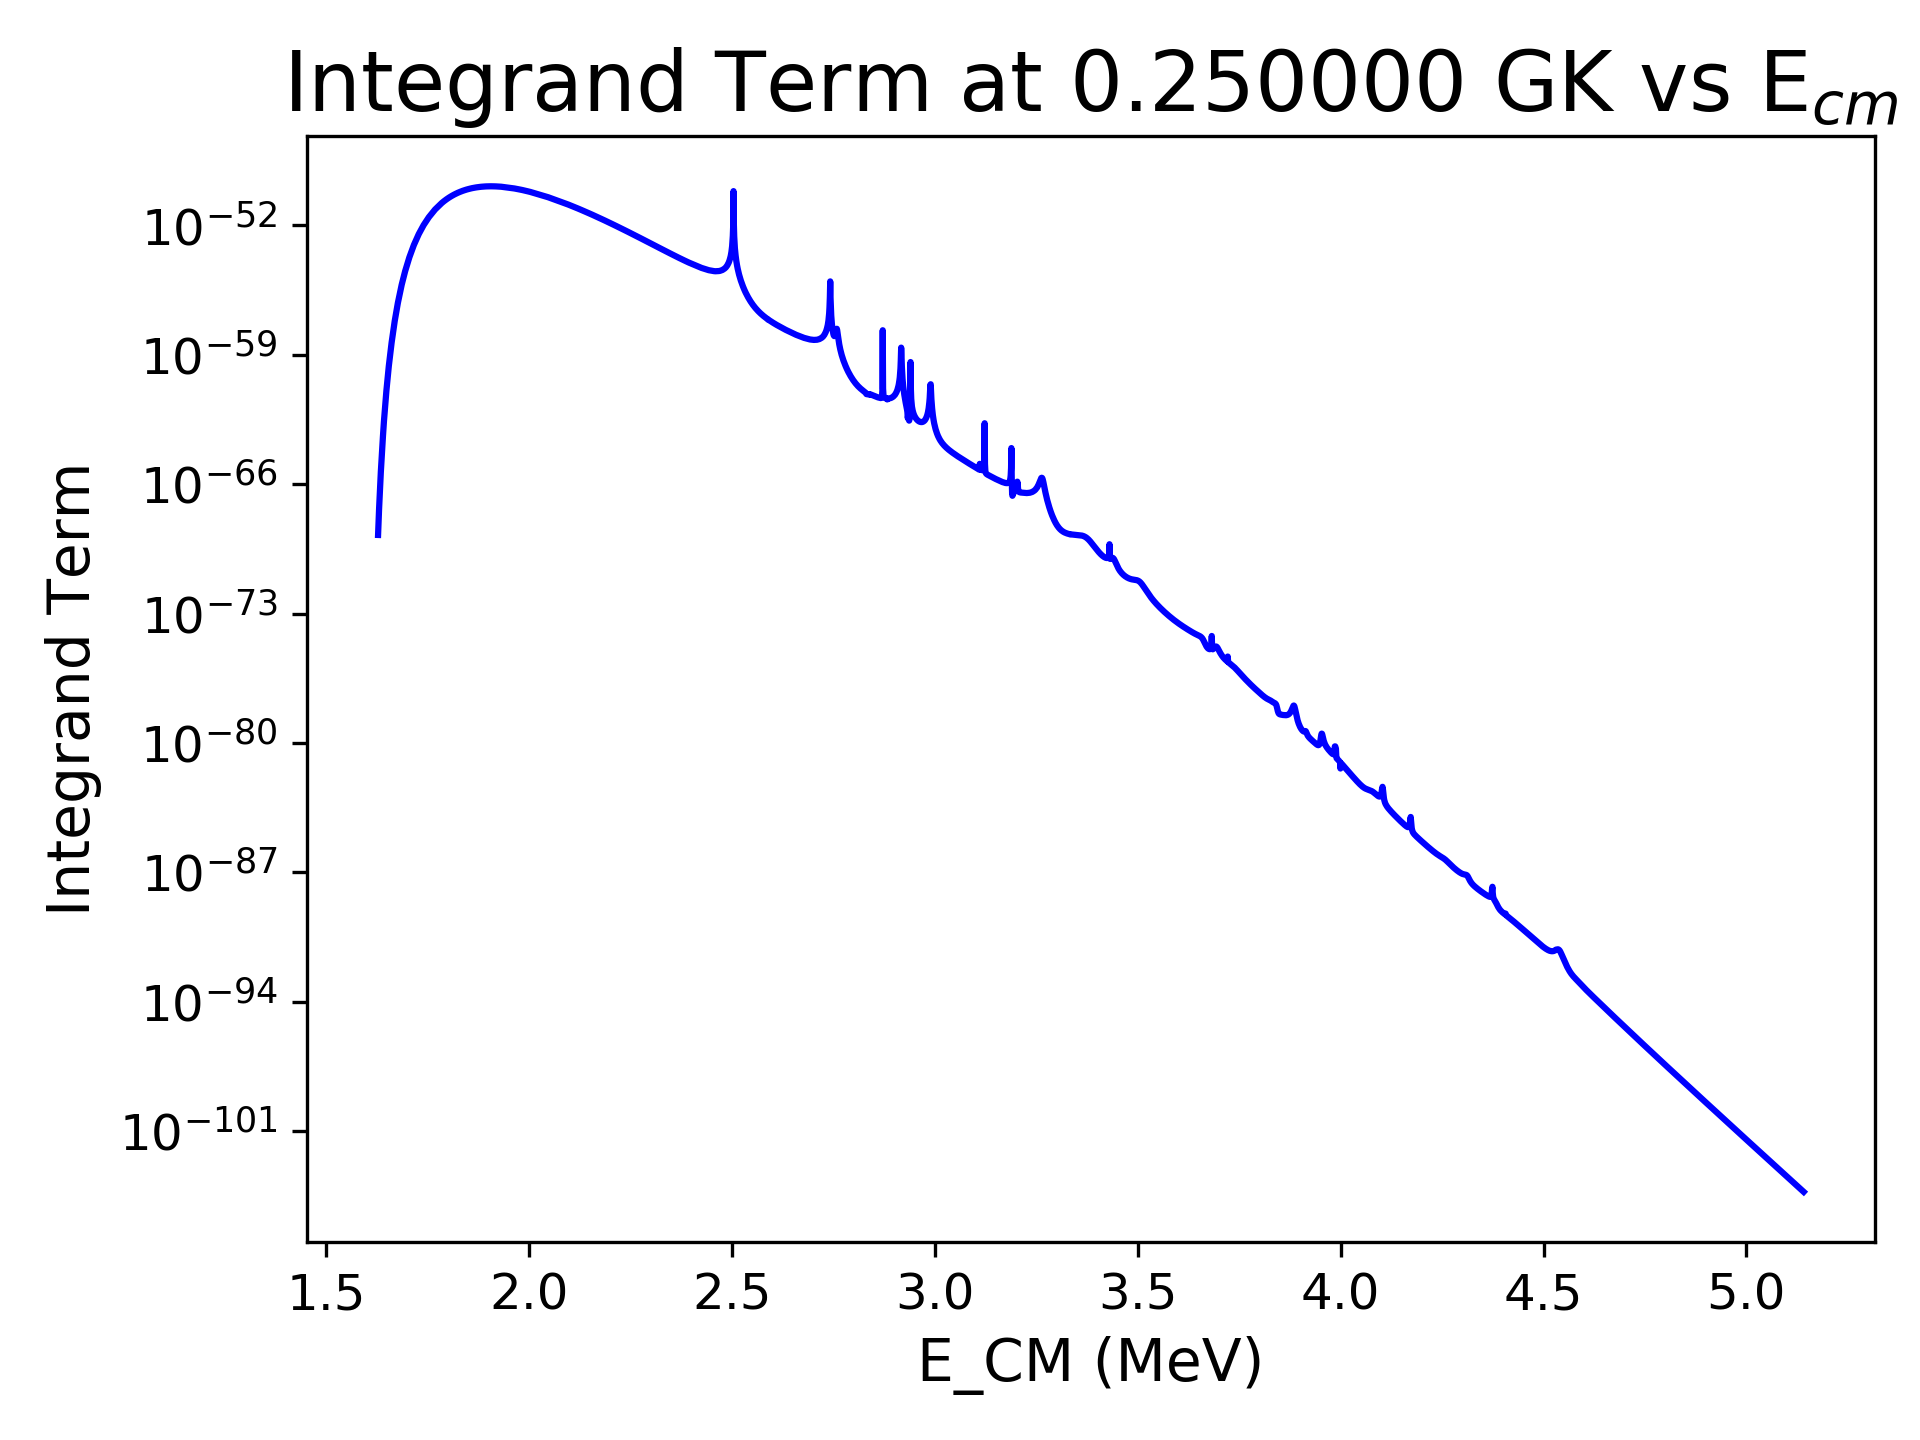 Integrand Term at 0.250000 GK vs E$_{cm}$
Integrand Term
10$^{-52}$
10$^{-59}$
10$^{-66}$
10$^{-73}$
10$^{-80}$
10$^{-87}$
10$^{-94}$
10$^{-101}$
1.5 2.0 2.5 3.0 3.5 4.0 4.5 5.0
E_CM (MeV)